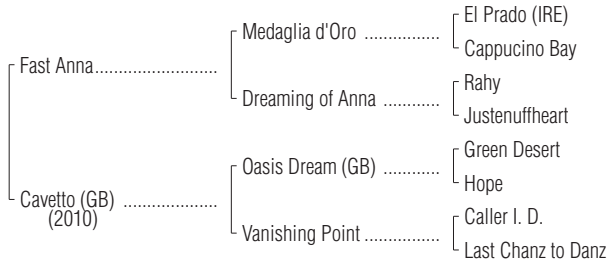 El Prado (IRE)
Medaglia d'Oro ..................
Cappucino Bay
Fast Anna.........................
Rahy
Dreaming of Anna .............
Justenuffheart
Green Desert
Oasis Dream (GB) .............
Hope
Cavetto (GB) ....................
(2010)
Caller I. D.
Vanishing Point .................
Last Chanz to Danz